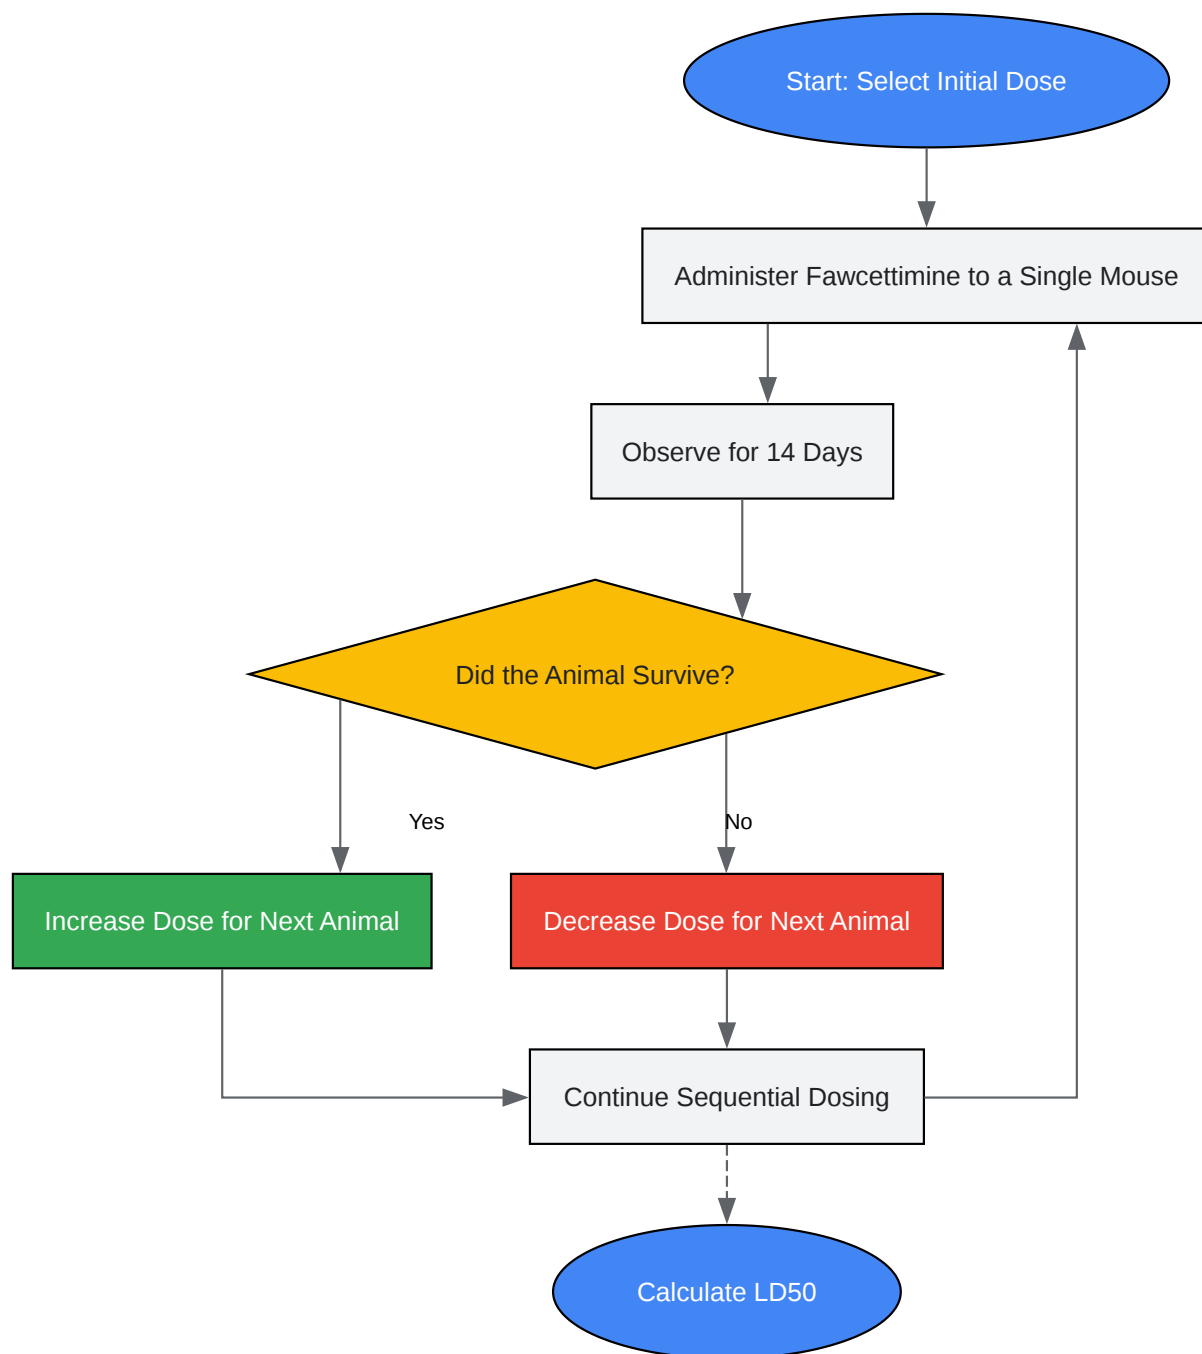 Start: Select Initial Dose
Administer Fawcettimine to a Single Mouse
Observe for 14 Days
Did the Animal Survive?
Yes
No
Increase Dose for Next Animal
Decrease Dose for Next Animal
Continue Sequential Dosing
Calculate LD50